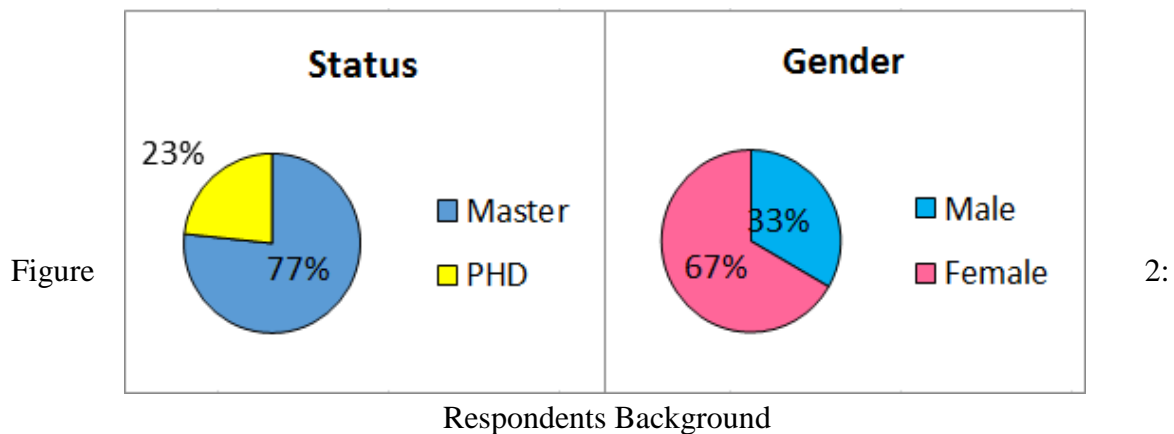 Status
23%
77%
Master
PHD
Gender
33%
67%
Male
Female
Figure 2:
Respondents Background